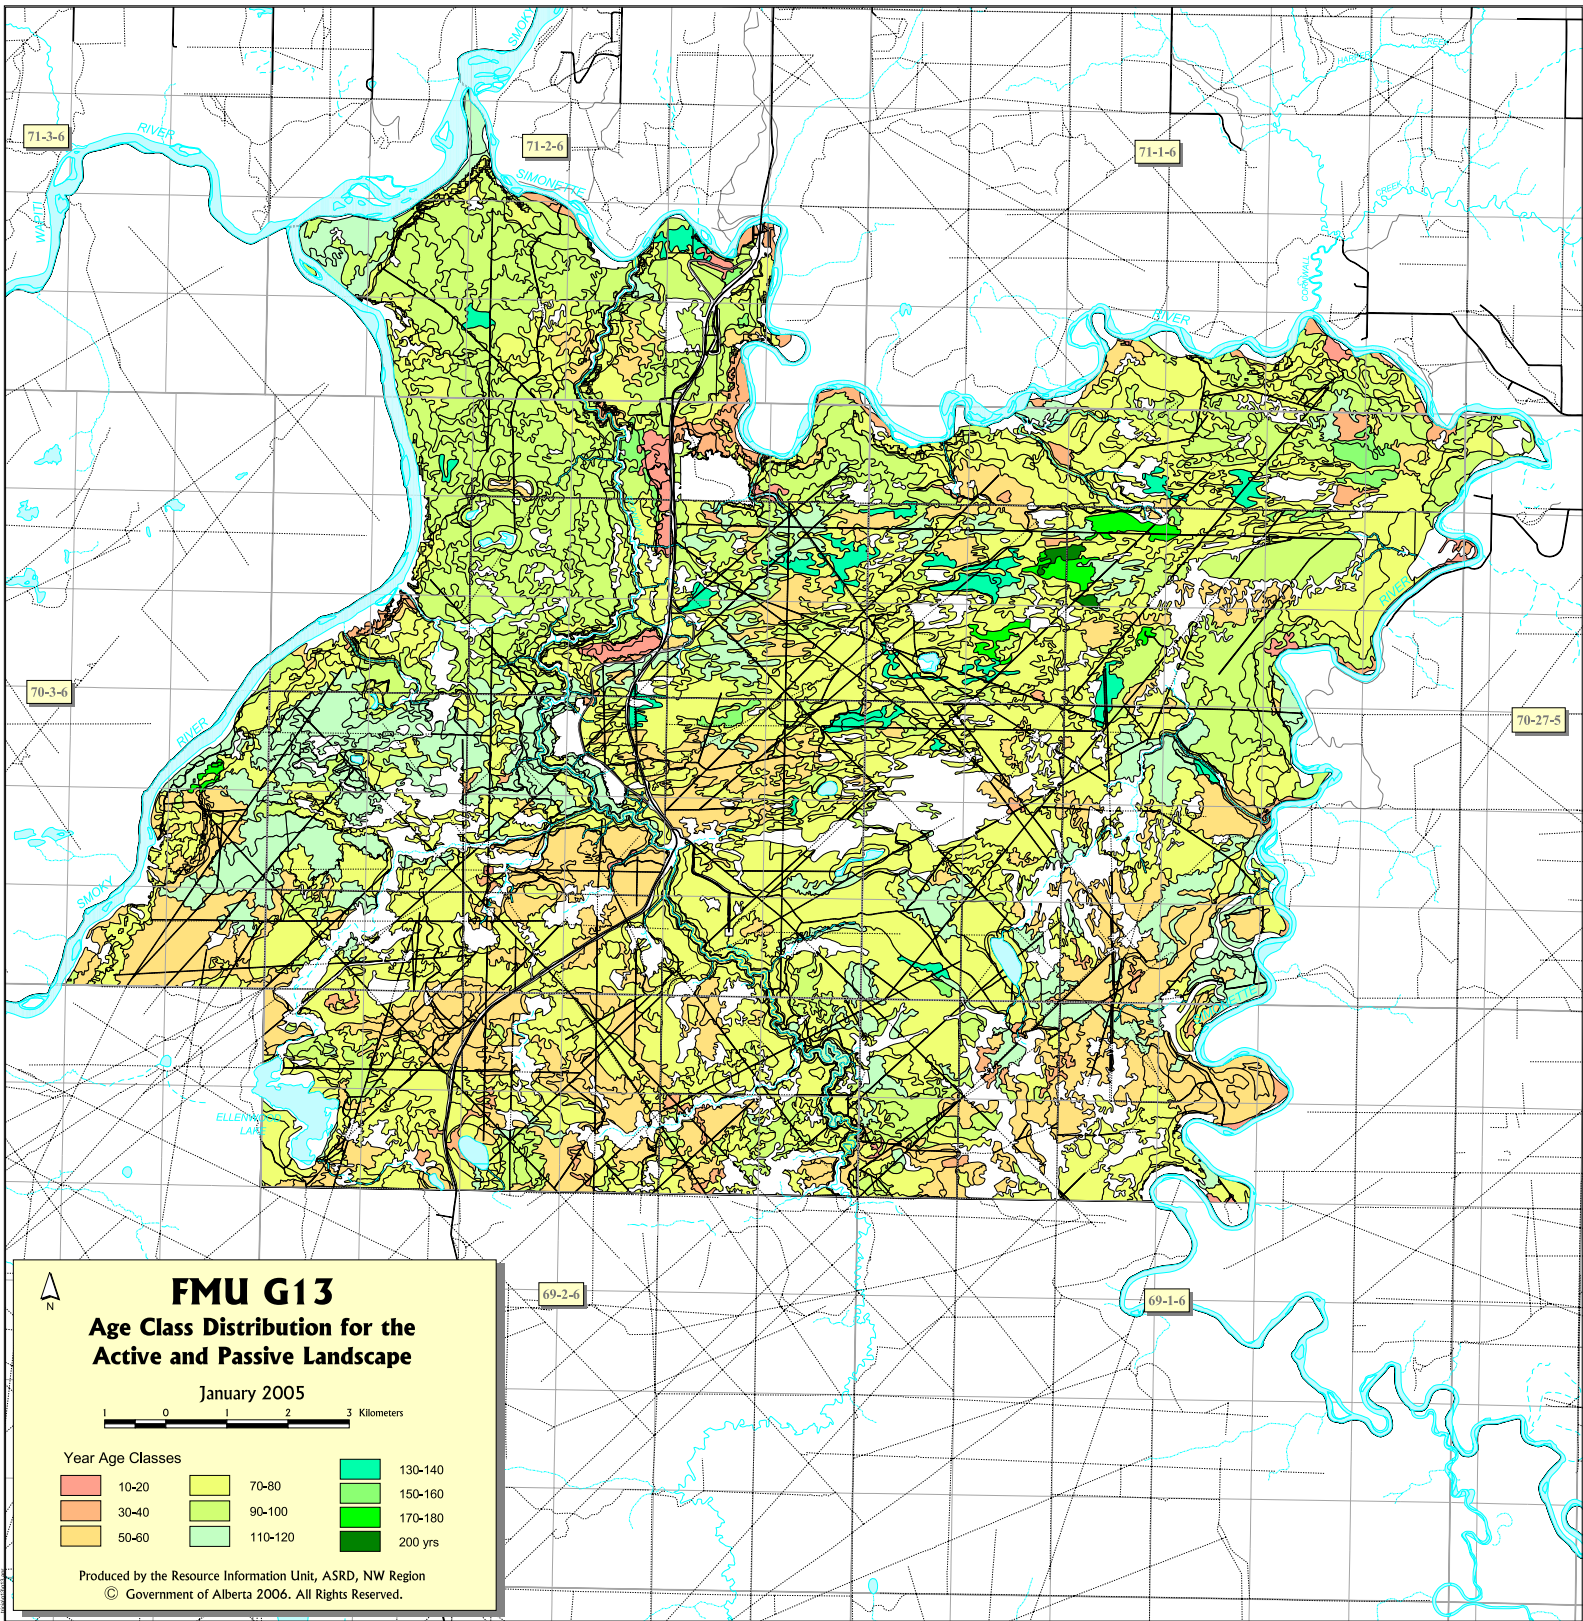 SMOKY
CREEK
HARPER
71-3-6
RIVER
71-2-6
71-1-6
SIMONETTE
CREEK
WAPITI
CORNWALL
RIVER
RIVER
70-3-6
70-27-5
RIVER
SMOKY
ELLENWOOD
LAKE
69-2-6
69-1-6
N
FMU G13
Age Class Distribution for the
Active and Passive Landscape
January 2005
1 0 1 2 3 Kilometers
Year Age Classes
10-20 70-80 130-140
30-40 90-100 150-160
50-60 110-120 170-180
200 yrs
Produced by the Resource Information Unit, ASRD, NW Region
© Government of Alberta 2006. All Rights Reserved.